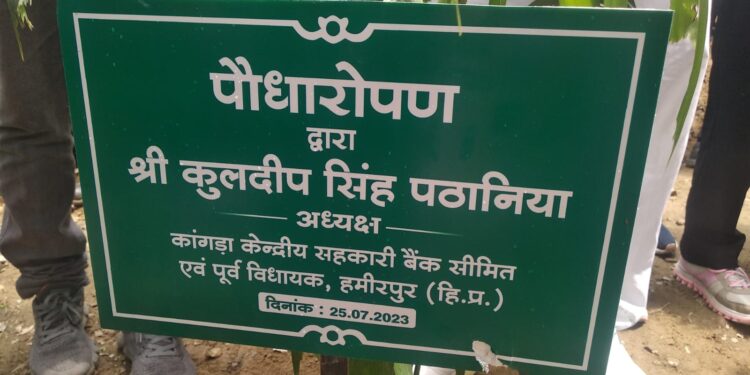 पौधारोपण
द्वारा
श्री कुलदीप सिंह पठानिया
अध्यक्ष
कांगड़ा केन्द्रीय सहकारी बैंक सीमित
एवं पूर्व विधायक, हमीरपुर (हि.प्र.)
दिनांक : 25.07.2023